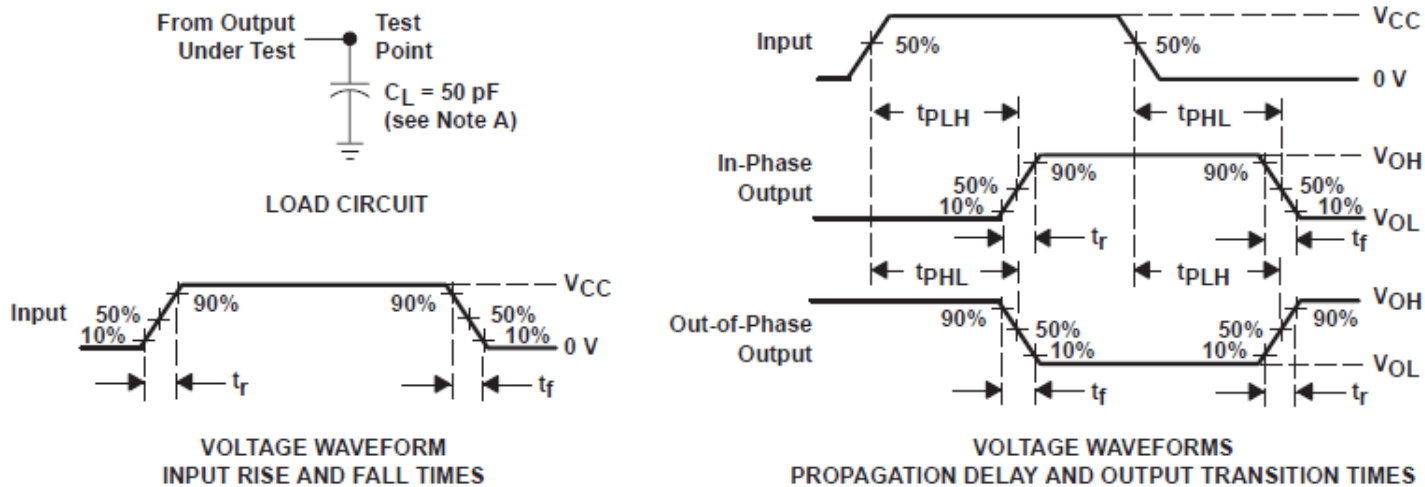 From Output
Under Test
Test
Point
CL = 50 pF
(see Note A)
LOAD CIRCUIT
Input
50%
10%
90%
90%
50%
10%
VCC
0 V
tr
tf
VOLTAGE WAVEFORM
INPUT RISE AND FALL TIMES
Input
50%
50%
VCC
0 V
tPLH
tPHL
In-Phase
Output
50%
10%
90%
90%
50%
10%
VOH
VOL
tr
tf
tPHL
tPLH
Out-of-Phase
Output
90%
50%
10%
50%
10%
90%
VOH
VOL
tf
tr
VOLTAGE WAVEFORMS
PROPAGATION DELAY AND OUTPUT TRANSITION TIMES